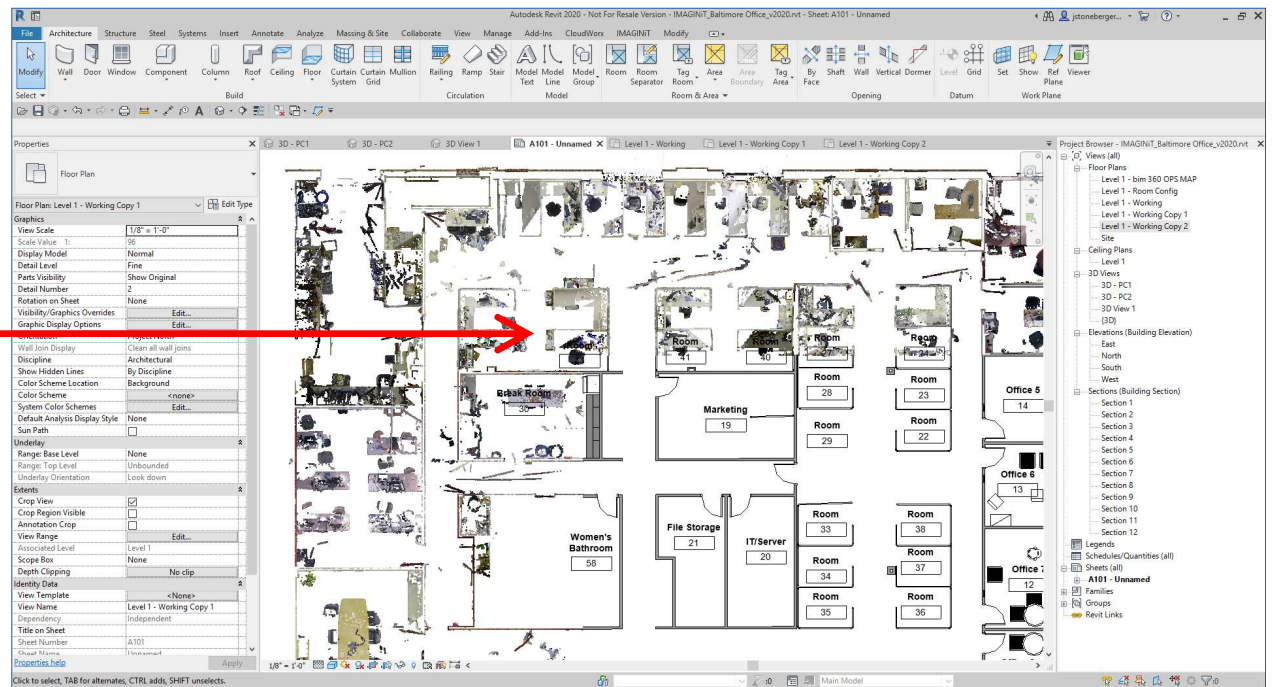 Autodesk Revit 2020 - Not For Resale Version - IMAGINiT_Baltimore Office_v2020.rvt - Sheet: A101 - Unnamed
jstoneberger...
File Architecture Structure Steel Systems Insert Annotate Analyze Massing & Site Collaborate View Manage Add-Ins CloudWorx IMAGINiT Modify
Modify Wall Door Window Component Column Roof Ceiling Floor Curtain System Curtain Grid Mullion Railing Ramp Stair Model Text Model Line Model Group Room Room Separator Tag Room Area Area Boundary Tag Area By Face Shaft Wall Vertical Dormer Level Grid Set Show Ref Plane Viewer
Select Build Circulation Model Room & Area Opening Datum Work Plane
Properties
3D - PC1 3D - PC2 3D View 1 A101 - Unnamed Level 1 - Working Level 1 - Working Copy 1 Level 1 - Working Copy 2
Floor Plan
Floor Plan: Level 1 - Working Copy 1 Edit Type
Graphics
View Scale 1/8" = 1'-0"
Scale Value 1: 96
Display Model Normal
Detail Level Fine
Parts Visibility Show Original
Detail Number 2
Rotation on Sheet None
Visibility/Graphics Overrides Edit...
Graphic Display Options Edit...
Wall Join Display Clean all wall joins
Discipline Architectural
Show Hidden Lines By Discipline
Color Scheme Location Background
Color Scheme <none>
System Color Schemes Edit...
Default Analysis Display Style None
Sun Path
Underlay
Range: Base Level None
Range: Top Level Unbounded
Underlay Orientation Look down
Extents
Crop View
Crop Region Visible
Annotation Crop
View Range Edit...
Associated Level Level 1
Scope Box None
Depth Clipping No clip
Identity Data
View Template <None>
View Name Level 1 - Working Copy 1
Dependency Independent
Title on Sheet
Sheet Number A101
Sheet Name Unnamed
Properties help Apply
Room
41
Room
40
Room
Room
Break Room
30
Marketing
19
Room
28
Room
23
Office 5
14
Room
29
Room
22
Office 6
13
Women's
Bathroom
58
File Storage
21
IT/Server
20
Room
33
Room
38
Room
34
Room
37
Office 7
12
Room
35
Room
36
Project Browser - IMAGINiT_Baltimore Office_v2020.rvt
Views (all)
Floor Plans
Level 1 - bim 360 OPS MAP
Level 1 - Room Config
Level 1 - Working
Level 1 - Working Copy 1
Level 1 - Working Copy 2
Site
Ceiling Plans
Level 1
3D Views
3D - PC1
3D - PC2
3D View 1
{3D}
Elevations (Building Elevation)
East
North
South
West
Sections (Building Section)
Section 1
Section 2
Section 3
Section 4
Section 5
Section 6
Section 7
Section 8
Section 9
Section 10
Section 11
Section 12
Legends
Schedules/Quantities (all)
Sheets (all)
A101 - Unnamed
Families
Groups
Revit Links
1/8" = 1'-0"
Click to select, TAB for alternates, CTRL adds, SHIFT unselects. :0 Main Model :0